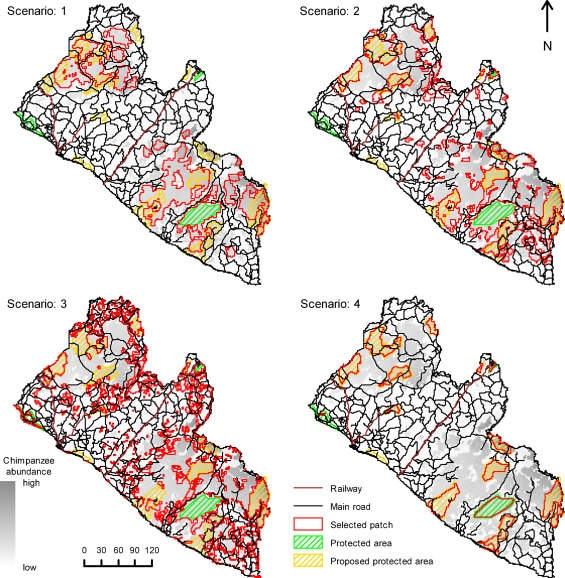 Scenario: 1
Scenario: 2
N
Scenario: 3
Scenario: 4
Chimpanzee
abundance
high
low
0 30 60 90 120
Railway
Main road
Selected patch
Protected area
Proposed protected area